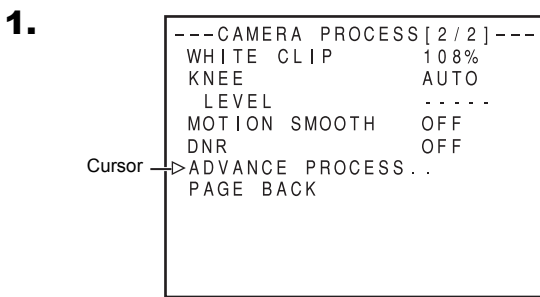 1.
---CAMERA PROCESS[2/2]---
WHITE CLIP 108%
KNEE AUTO
LEVEL -----
MOTION SMOOTH OFF
DNR OFF
Cursor ▷ADVANCE PROCESS..
PAGE BACK